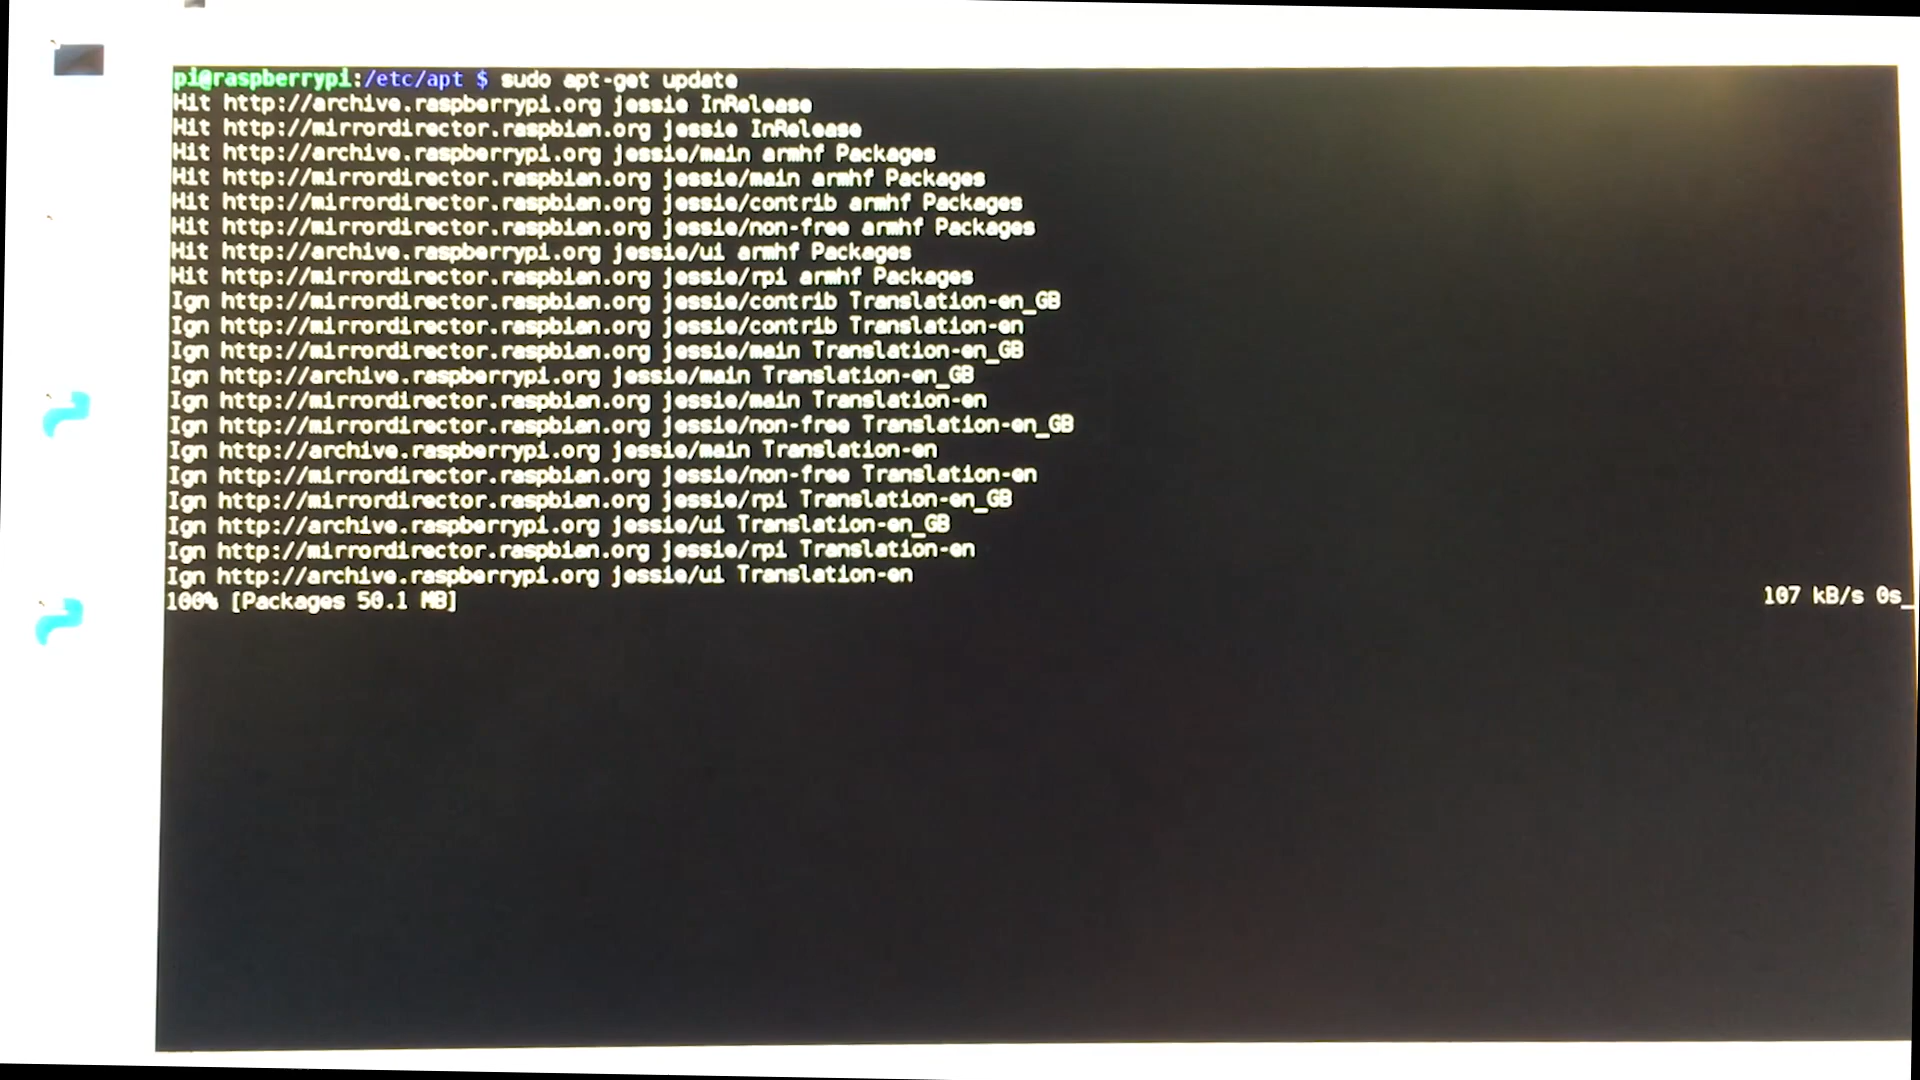 pi@raspberrypi:/etc/apt $ sudo apt-get update
Hit http://archive.raspberrypi.org jessie InRelease
Hit http://mirrordirector.raspbian.org jessie InRelease
Hit http://archive.raspberrypi.org jessie/main armhf Packages
Hit http://mirrordirector.raspbian.org jessie/main armhf Packages
Hit http://mirrordirector.raspbian.org jessie/contrib armhf Packages
Hit http://mirrordirector.raspbian.org jessie/non-free armhf Packages
Hit http://archive.raspberrypi.org jessie/ui armhf Packages
Hit http://mirrordirector.raspbian.org jessie/rpi armhf Packages
Ign http://mirrordirector.raspbian.org jessie/contrib Translation-en_GB
Ign http://mirrordirector.raspbian.org jessie/contrib Translation-en
Ign http://mirrordirector.raspbian.org jessie/main Translation-en_GB
Ign http://archive.raspberrypi.org jessie/main Translation-en_GB
Ign http://mirrordirector.raspbian.org jessie/main Translation-en
Ign http://mirrordirector.raspbian.org jessie/non-free Translation-en_GB
Ign http://archive.raspberrypi.org jessie/main Translation-en
Ign http://mirrordirector.raspbian.org jessie/non-free Translation-en
Ign http://mirrordirector.raspbian.org jessie/rpi Translation-en_GB
Ign http://archive.raspberrypi.org jessie/ui Translation-en_GB
Ign http://mirrordirector.raspbian.org jessie/rpi Translation-en
Ign http://archive.raspberrypi.org jessie/ui Translation-en
100% [Packages 50.1 MB] 107 kB/s 0s_